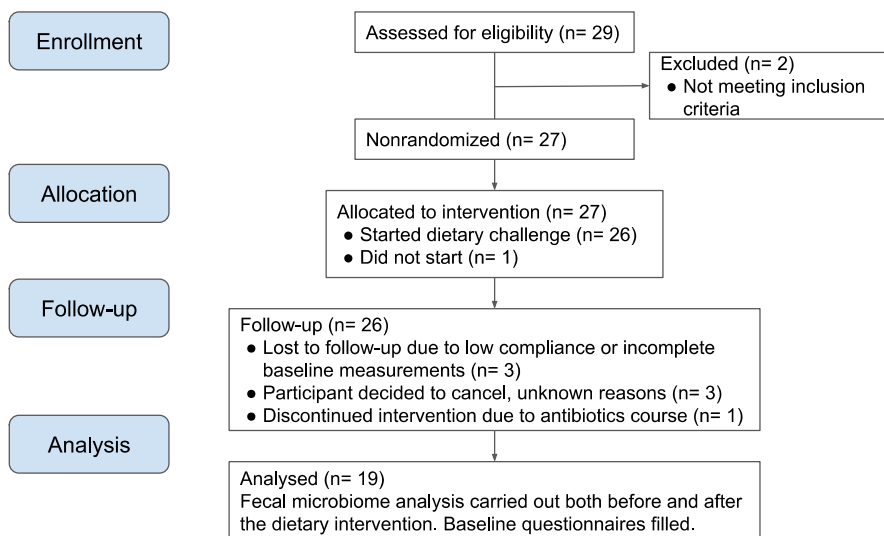 Enrollment
Assessed for eligibility (n= 29)
Excluded (n= 2)
● Not meeting inclusion
criteria
Nonrandomized (n= 27)
Allocation
Allocated to intervention (n= 27)
● Started dietary challenge (n= 26)
● Did not start (n= 1)
Follow-up
Follow-up (n= 26)
● Lost to follow-up due to low compliance or incomplete
baseline measurements (n= 3)
● Participant decided to cancel, unknown reasons (n= 3)
● Discontinued intervention due to antibiotics course (n= 1)
Analysis
Analysed (n= 19)
Fecal microbiome analysis carried out both before and after
the dietary intervention. Baseline questionnaires filled.